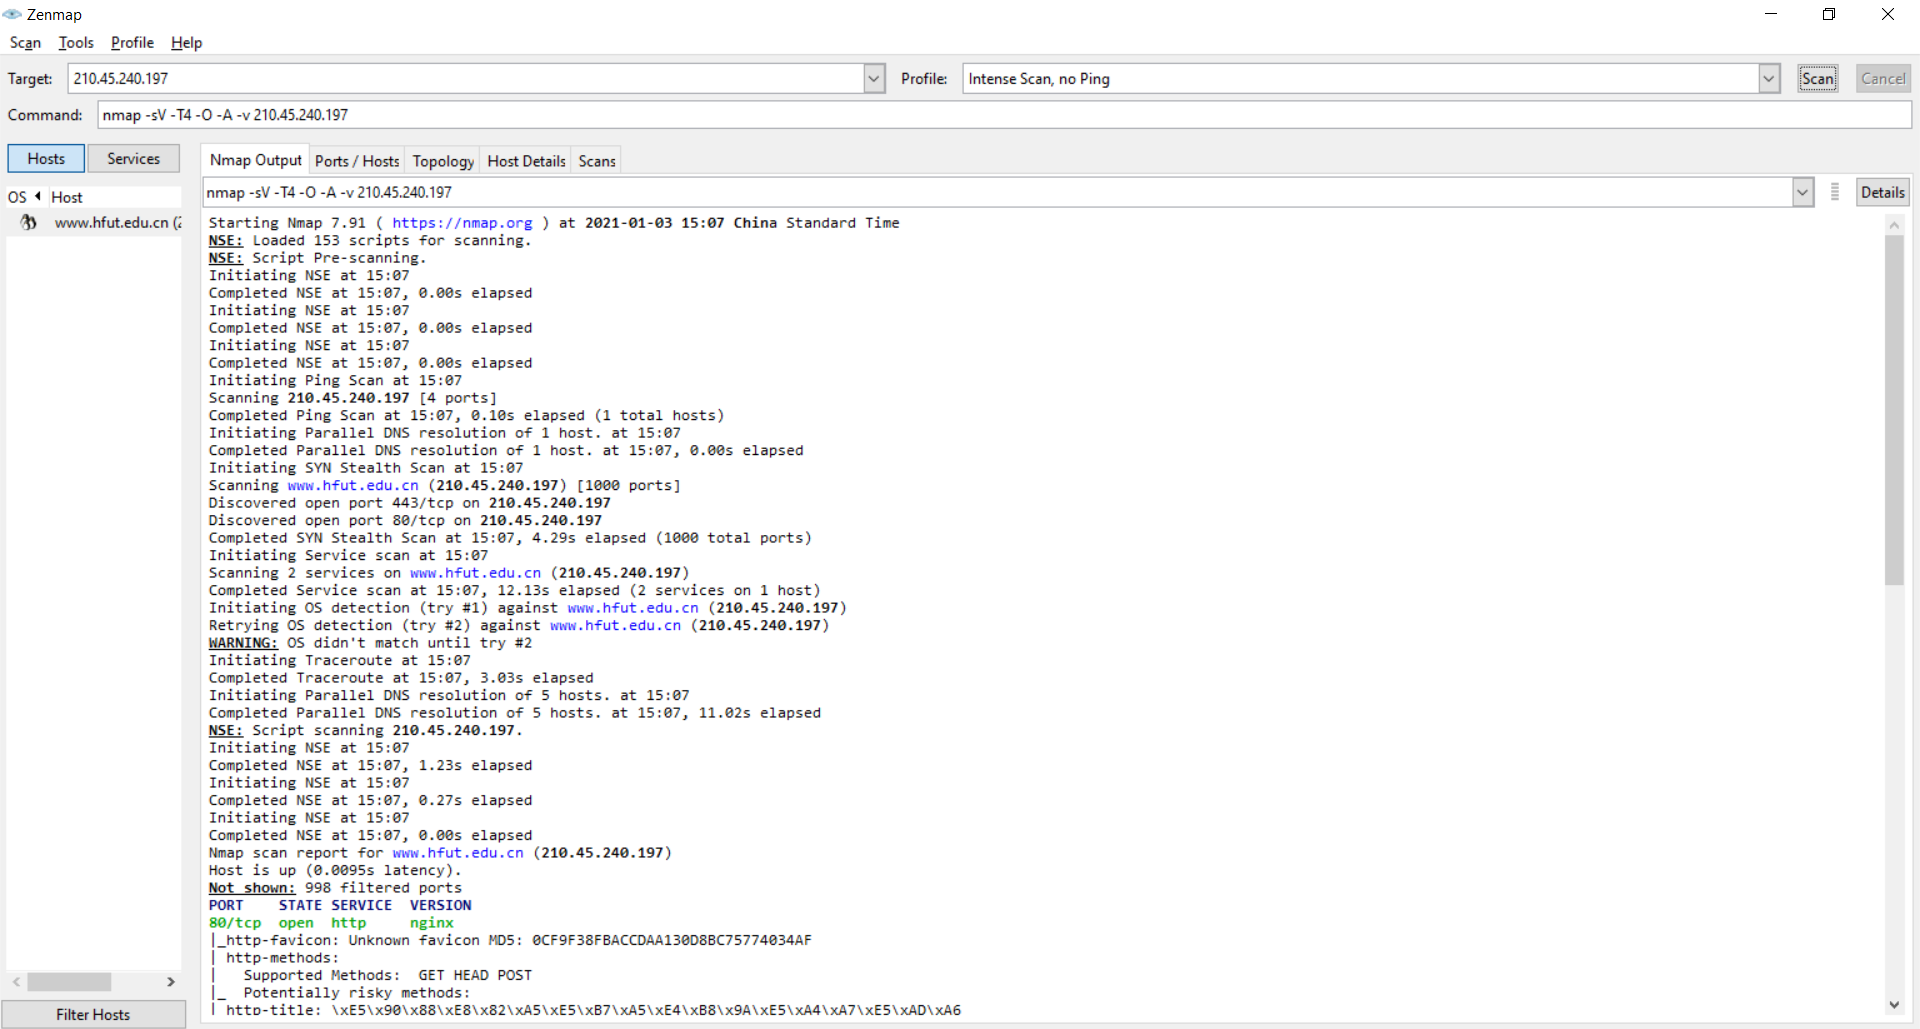 Zenmap
Scan Tools Profile Help
Target: 210.45.240.197 Profile: Intense Scan, no Ping Scan Cancel
Command: nmap -sV -T4 -O -A -v 210.45.240.197
Hosts Services
Nmap Output Ports / Hosts Topology Host Details Scans
OS Host
www.hfut.edu.cn (2
nmap -sV -T4 -O -A -v 210.45.240.197 Details
Starting Nmap 7.91 ( https://nmap.org ) at 2021-01-03 15:07 China Standard Time
NSE: Loaded 153 scripts for scanning.
NSE: Script Pre-scanning.
Initiating NSE at 15:07
Completed NSE at 15:07, 0.00s elapsed
Initiating NSE at 15:07
Completed NSE at 15:07, 0.00s elapsed
Initiating NSE at 15:07
Completed NSE at 15:07, 0.00s elapsed
Initiating Ping Scan at 15:07
Scanning 210.45.240.197 [4 ports]
Completed Ping Scan at 15:07, 0.10s elapsed (1 total hosts)
Initiating Parallel DNS resolution of 1 host. at 15:07
Completed Parallel DNS resolution of 1 host. at 15:07, 0.00s elapsed
Initiating SYN Stealth Scan at 15:07
Scanning www.hfut.edu.cn (210.45.240.197) [1000 ports]
Discovered open port 443/tcp on 210.45.240.197
Discovered open port 80/tcp on 210.45.240.197
Completed SYN Stealth Scan at 15:07, 4.29s elapsed (1000 total ports)
Initiating Service scan at 15:07
Scanning 2 services on www.hfut.edu.cn (210.45.240.197)
Completed Service scan at 15:07, 12.13s elapsed (2 services on 1 host)
Initiating OS detection (try #1) against www.hfut.edu.cn (210.45.240.197)
Retrying OS detection (try #2) against www.hfut.edu.cn (210.45.240.197)
WARNING: OS didn't match until try #2
Initiating Traceroute at 15:07
Completed Traceroute at 15:07, 3.03s elapsed
Initiating Parallel DNS resolution of 5 hosts. at 15:07
Completed Parallel DNS resolution of 5 hosts. at 15:07, 11.02s elapsed
NSE: Script scanning 210.45.240.197.
Initiating NSE at 15:07
Completed NSE at 15:07, 1.23s elapsed
Initiating NSE at 15:07
Completed NSE at 15:07, 0.27s elapsed
Initiating NSE at 15:07
Completed NSE at 15:07, 0.00s elapsed
Nmap scan report for www.hfut.edu.cn (210.45.240.197)
Host is up (0.0095s latency).
Not shown: 998 filtered ports
PORT STATE SERVICE VERSION
80/tcp open http nginx
|_http-favicon: Unknown favicon MD5: 0CF9F38FBACCDAA130D8BC75774034AF
| http-methods:
|   Supported Methods: GET HEAD POST
|_  Potentially risky methods:
| http-title: \xE5\x90\x88\xE8\x82\xA5\xE5\xB7\xA5\xE4\xB8\x9A\xE5\xA4\xA7\xE5\xAD\xA6
Filter Hosts